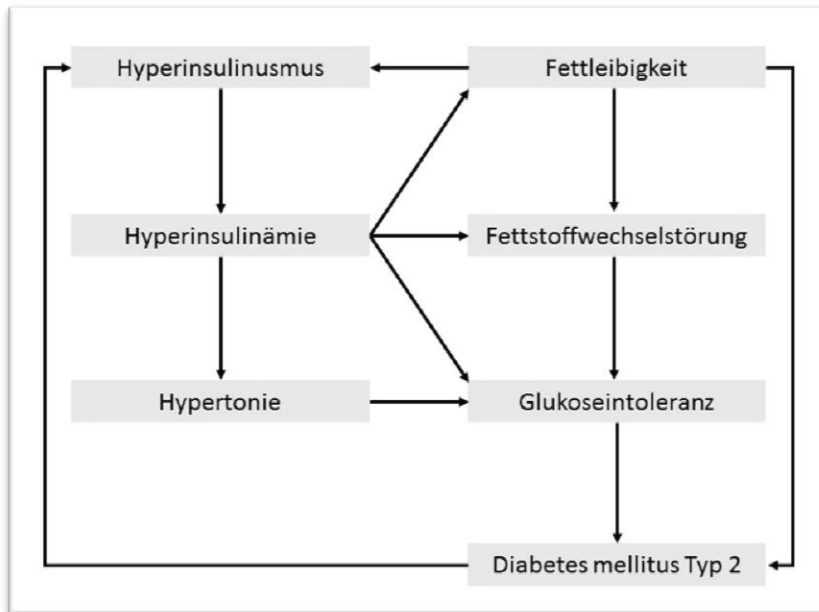 Hyperinsulinusmus
Fettleibigkeit
Hyperinsulinämie
Fettstoffwechselstörung
Hypertonie
Glukoseintoleranz
Diabetes mellitus Typ 2